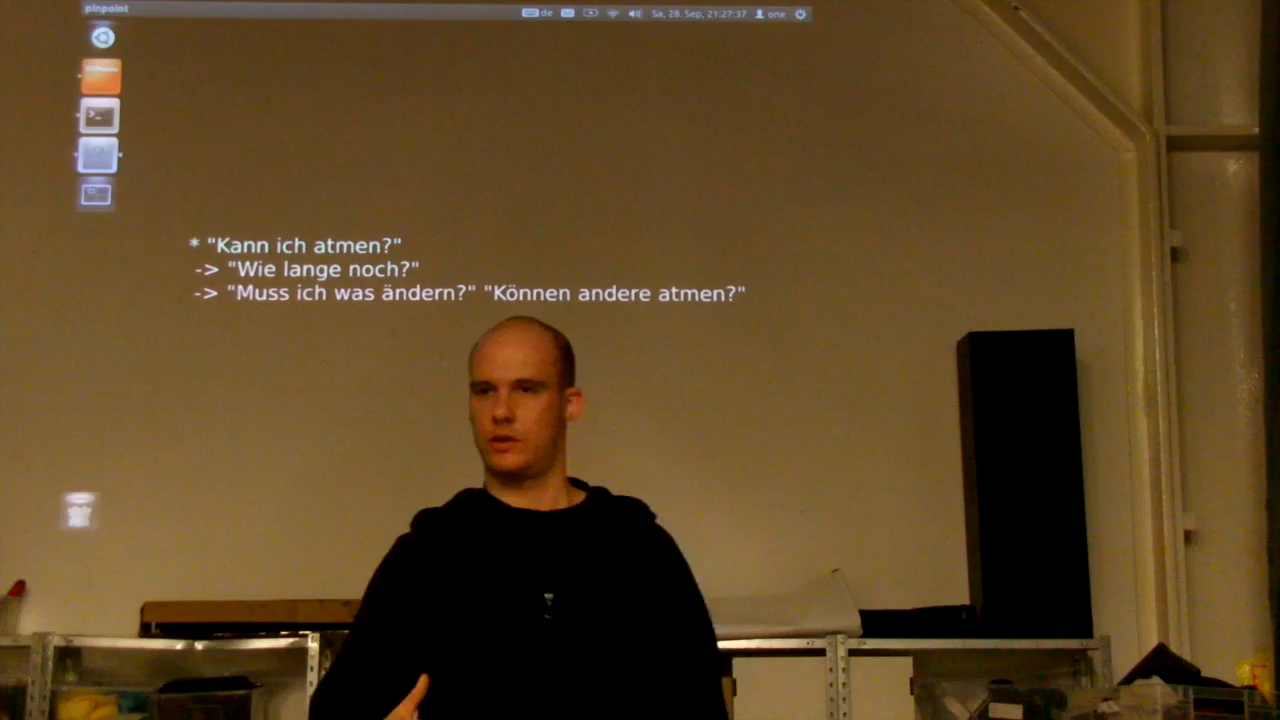 pinpoint
de
Sa, 28. Sep, 21:27:37
one
* "Kann ich atmen?"
-> "Wie lange noch?"
-> "Muss ich was ändern?" "Können andere atmen?"